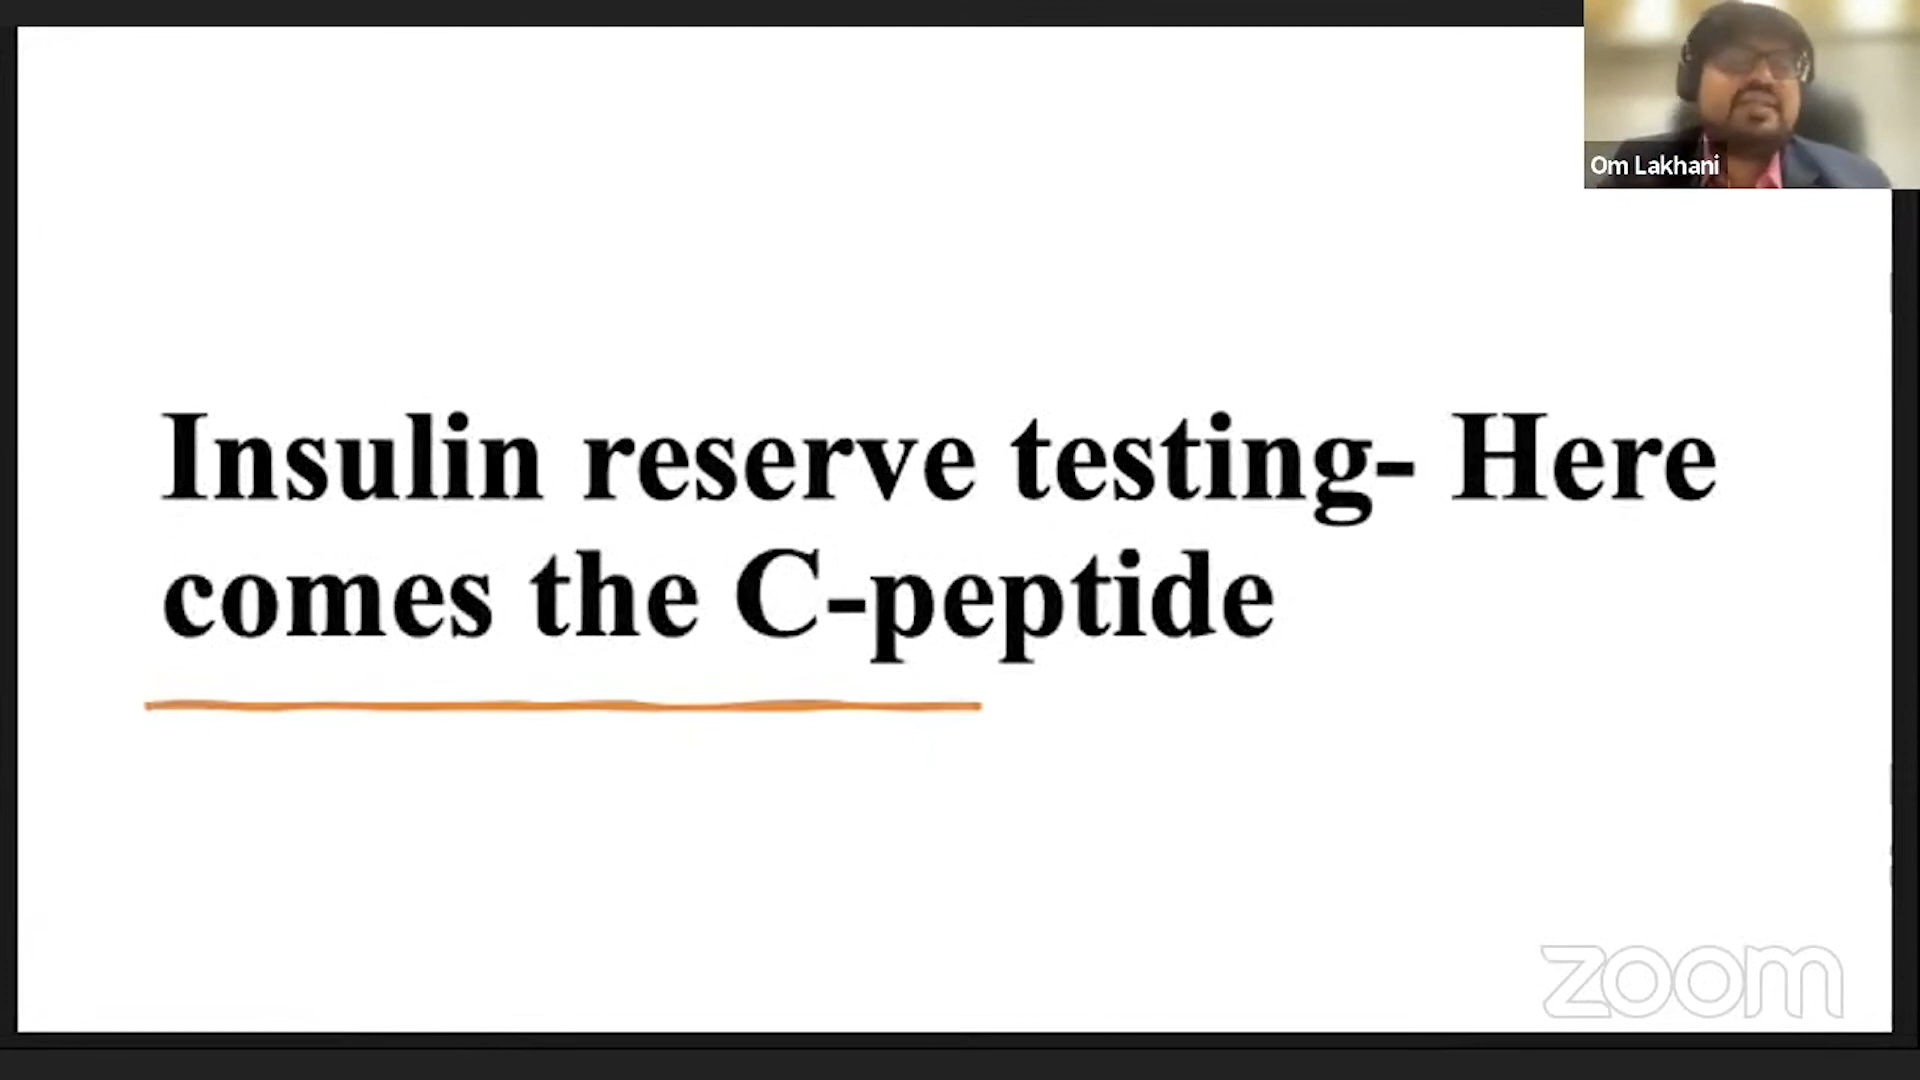 Om Lakhani
Insulin reserve testing- Here
comes the C-peptide
zoom